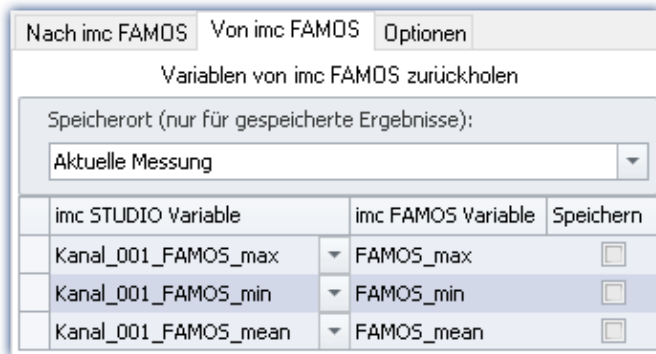 Nach imc FAMOS Von imc FAMOS Optionen
Variablen von imc FAMOS zurückholen
Speicherort (nur für gespeicherte Ergebnisse):
Aktuelle Messung
imc STUDIO Variable imc FAMOS Variable Speichern
Kanal_001_FAMOS_max FAMOS_max
Kanal_001_FAMOS_min FAMOS_min
Kanal_001_FAMOS_mean FAMOS_mean